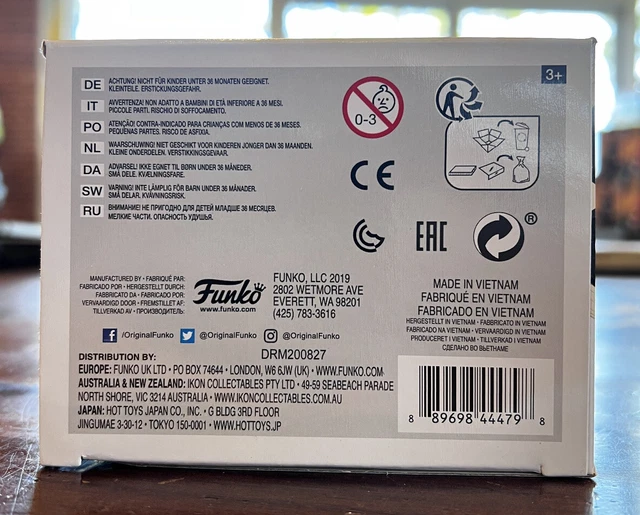 3+
DE ACHTUNG! NICHT FÜR KINDER UNTER 36 MONATEN GEEIGNET.
KLEINTEILE. ERSTICKUNGSGEFAHR.
IT AVVERTENZA! NON ADATTO A BAMBINI DI ETÀ INFERIORE A 36 MESI.
PICCOLE PARTI. RISCHIO DI SOFFOCAMENTO.
PO ATENÇÃO! CONTRA-INDICADO PARA CRIANÇAS COM MENOS DE 36 MESES.
PEQUENAS PARTES. RISCO DE ASFIXIA.
NL WAARSCHUWING! NIET GESCHIKT VOOR KINDEREN JONGER DAN 36 MAANDEN.
KLEINE ONDERDELEN. VERSTIKKINGSGEVAAR.
DA ADVARSEL! IKKE EGNET TIL BØRN UNDER 36 MÅNEDER.
SMÅ DELE. KVÆLNINGSFARE.
SW VARNING! INTE LÄMPLIG FÖR BARN UNDER 36 MÅNADER.
SMÅ DELAR. KVÄVNINGSRISK.
RU ВНИМАНИЕ! НЕ ПРИГОДНО ДЛЯ ДЕТЕЙ МЛАДШЕ 36 МЕСЯЦЕВ.
МЕЛКИЕ ЧАСТИ. ОПАСНОСТЬ УДУШЬЯ.
0-3
CE
EAC
®
MANUFACTURED BY • FABRIQUÉ PAR:
FABRICADO POR • HERGESTELLT DURCH:
FABBRICATO DA • FABRICADO POR:
VERVAARDIGD DOOR • FREMSTILLET AF:
TILLVERKAD AV • ПРОИЗВОДИТЕЛЬ:
Funko
www.funko.com
FUNKO, LLC 2019
2802 WETMORE AVE
EVERETT, WA 98201
(425) 783-3616
MADE IN VIETNAM
FABRIQUÉ EN VIETNAM
FABRICADO EN VIETNAM
HERGESTELLT IN VIETNAM • FABBRICATO IN VIETNAM
FABRICADO NA VIETNAM • VERVAARDIGD IN VIETNAM
PRODUCERET I VIETNAM • TILLVERKAD I VIETNAM
СДЕЛАНО ВО ВЬЕТНАМЕ
/OriginalFunko @OriginalFunko @OriginalFunko
DISTRIBUTION BY: DRM200827
EUROPE: FUNKO UK LTD • PO BOX 74644 • LONDON, W6 6JW (UK) • WWW.FUNKO.COM
AUSTRALIA & NEW ZEALAND: IKON COLLECTABLES PTY LTD • 49-59 SEABEACH PARADE
NORTH SHORE, VIC 3214 AUSTRALIA • WWW.IKONCOLLECTABLES.COM.AU
JAPAN: HOT TOYS JAPAN CO., INC. • G BLDG 3RD FLOOR
JINGUMAE 3-30-12 • TOKYO 150-0001 • WWW.HOTTOYS.JP
8 89698 44479 8